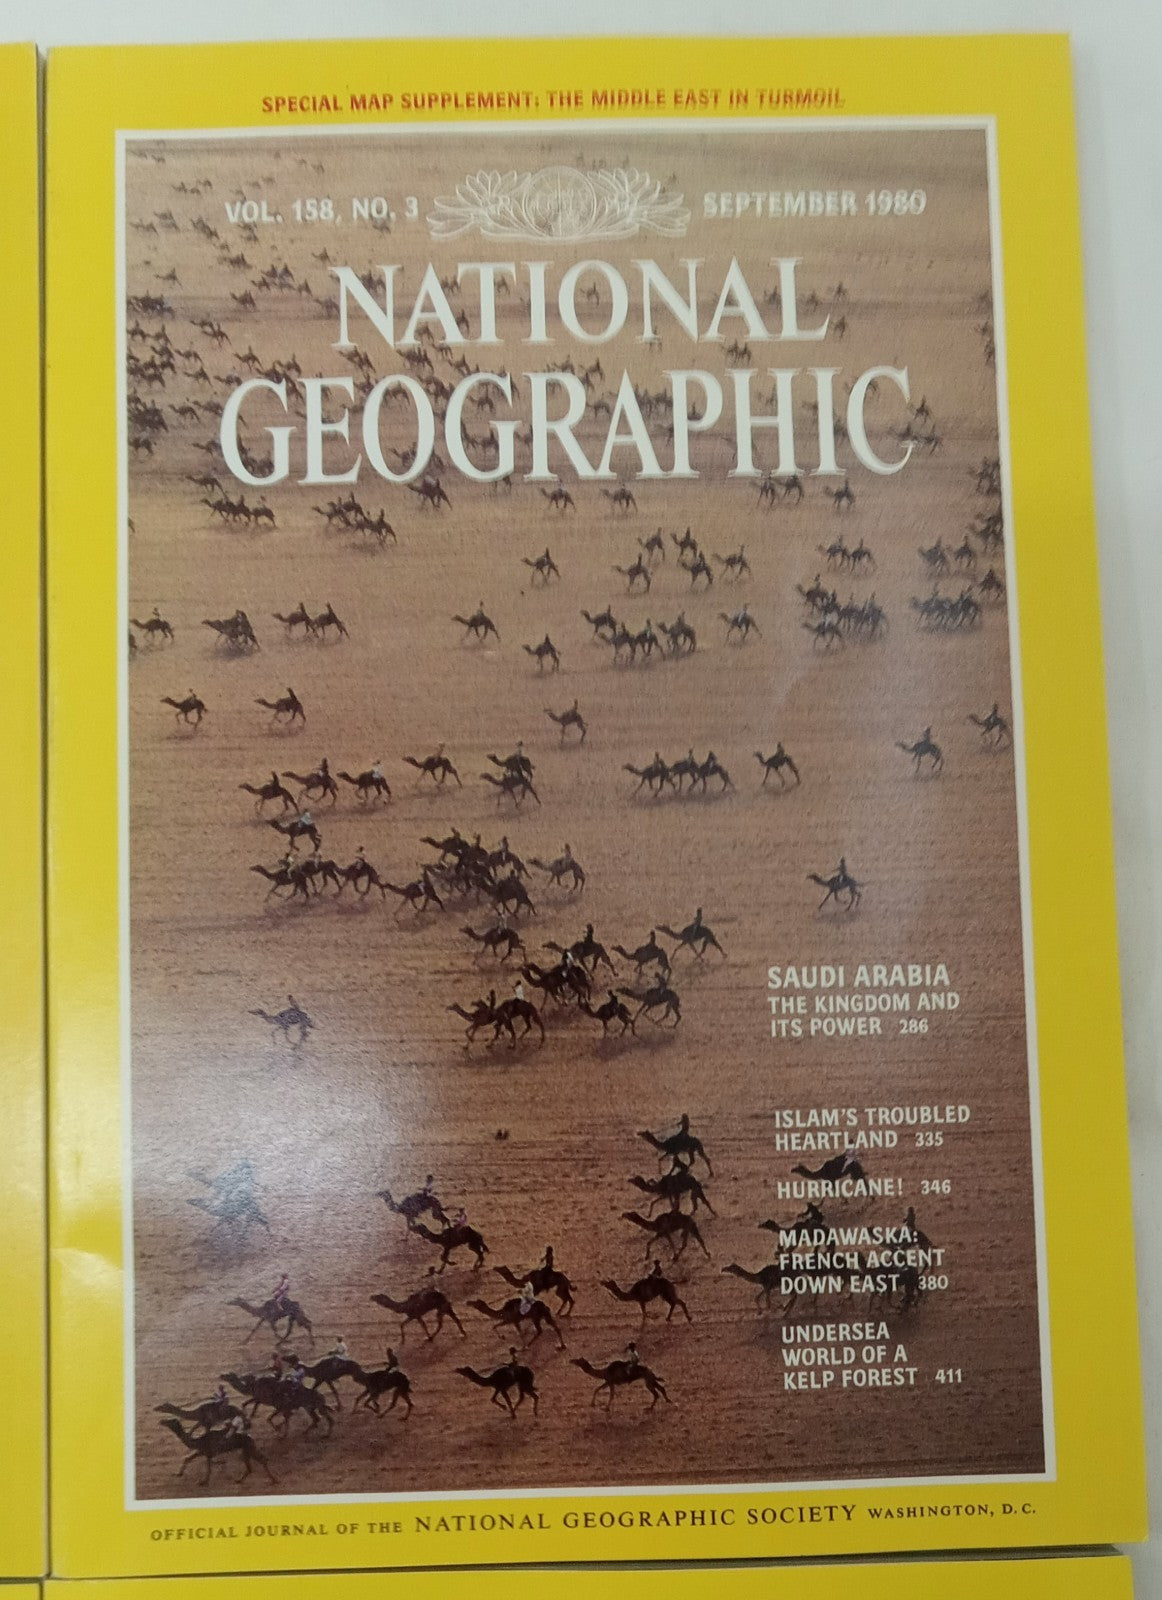 SPECIAL MAP SUPPLEMENT: THE MIDDLE EAST IN TURMOIL
VOL. 158, NO. 3
SEPTEMBER 1980
NATIONAL
GEOGRAPHIC
SAUDI ARABIA
THE KINGDOM AND
ITS POWER 286
ISLAM'S TROUBLED
HEARTLAND 335
HURRICANE! 346
MADAWASKA:
FRENCH ACCENT
DOWN EAST 380
UNDERSEA
WORLD OF A
KELP FOREST 411
OFFICIAL JOURNAL OF THE NATIONAL GEOGRAPHIC SOCIETY WASHINGTON, D.C.